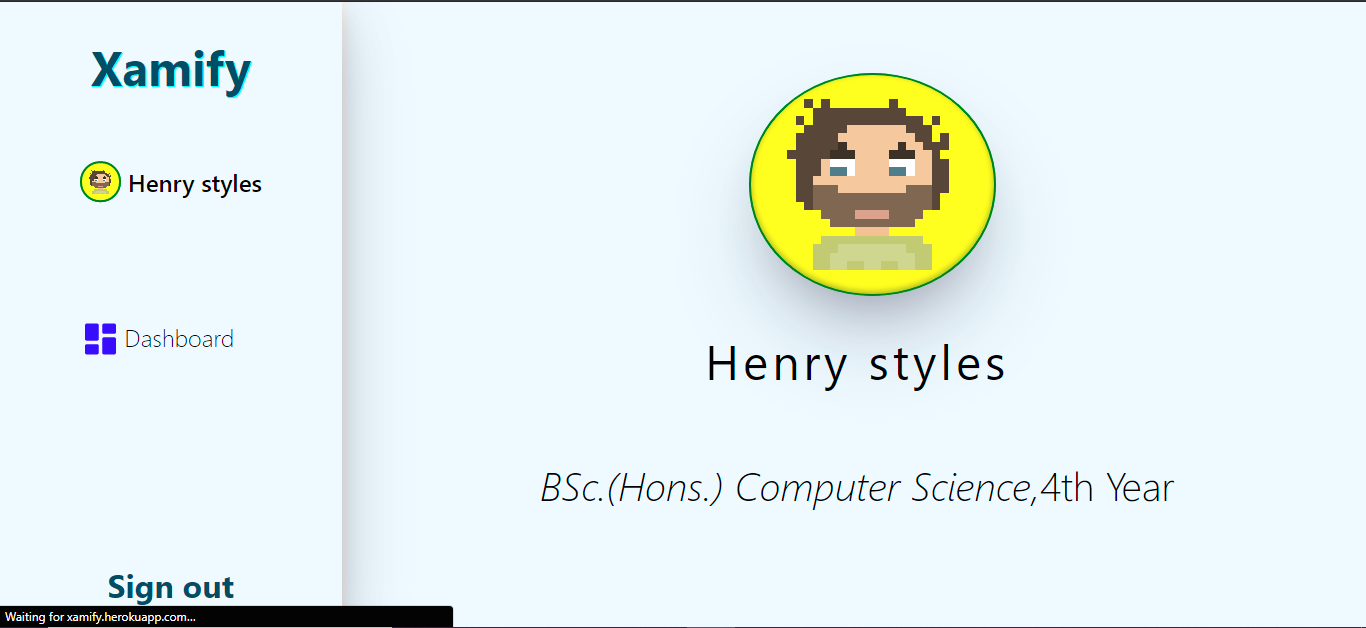 Xamify
Henry styles
Dashboard
Sign out
Henry styles
BSc.(Hons.) Computer Science,4th Year
Waiting for xamify.herokuapp.com...